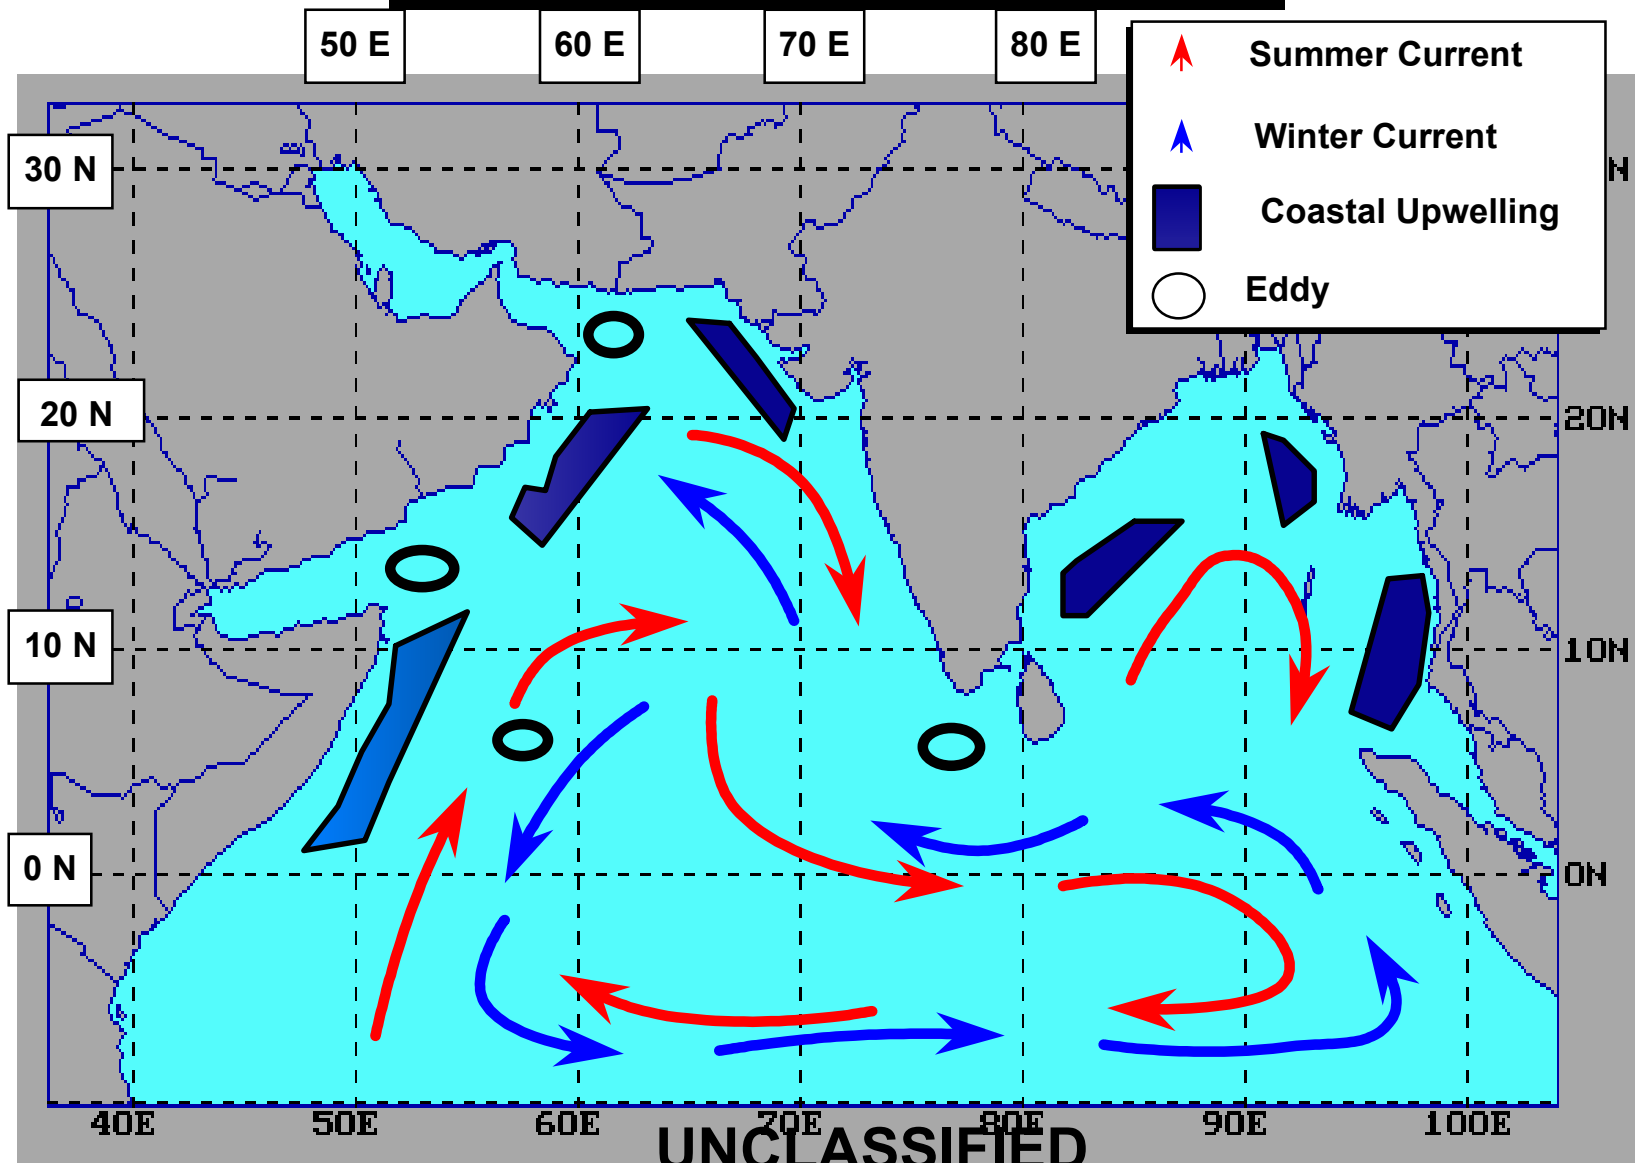 50 E
60 E
70 E
80 E
Summer Current
Winter Current
Coastal Upwelling
Eddy
30 N
N
20 N
20N
10 N
10N
0 N
0N
40E
50E
60E
70E
80E
90E
100E
UNCLASSIFIED